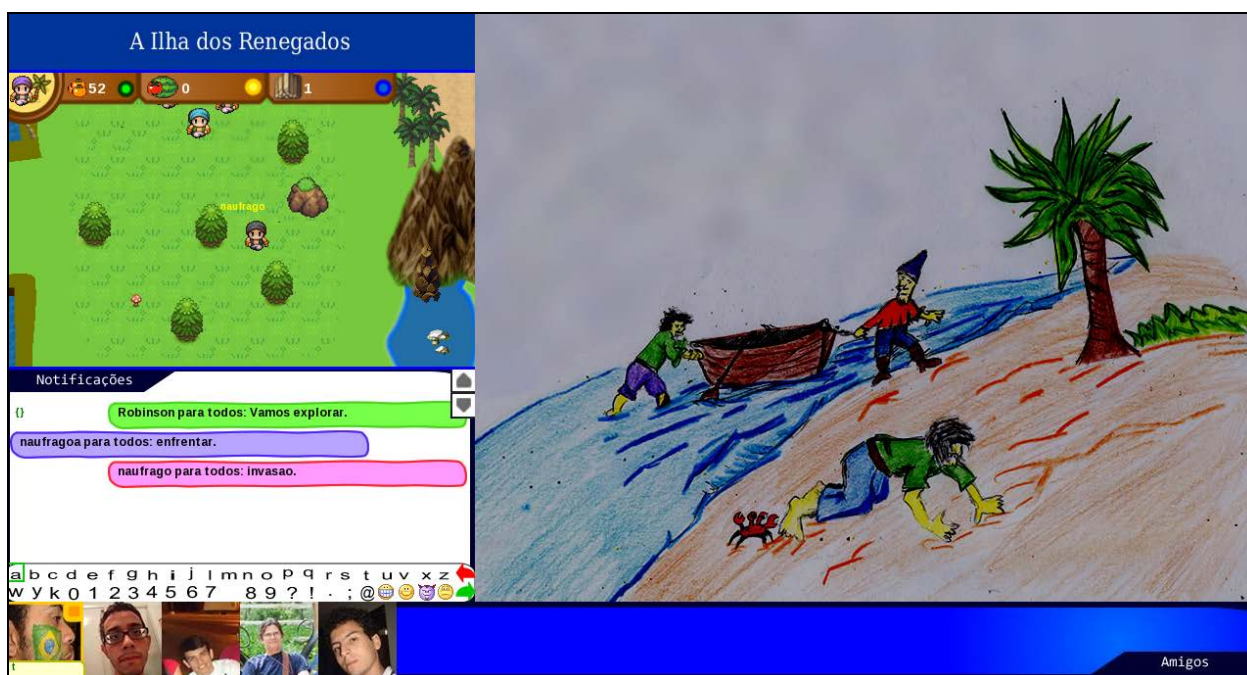 A Ilha dos Renegados
52 0 1
naufrago
Notificações
{} Robinson para todos: Vamos explorar.
naufragoa para todos: enfrentar.
naufrago para todos: invasao.
a b c d e f g h i j l m n o p q r s t u v x z
w y k 0 1 2 3 4 5 6 7 8 9 ? ! . ; @
t
Amigos